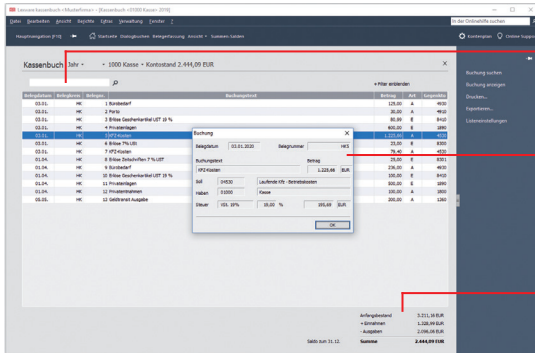 Lexware kassenbuch <Musterfirma> - [Kassenbuch <1000 Kasse> 2019]
Datei Bearbeiten Ansicht Berichte Extras Verwaltung Fenster ?
In der Onlinehilfe suchen
Hauptnavigation (F10) Startseite Dialogbuchen Belegerfassung Ansicht Summen Salden Kontenplan Online Support
Kassenbuch Jahr 1000 Kasse Kontostand 2.444,09 EUR
Buchung suchen
+ Filter einblenden
Buchung anzeigen
Belegdatum Belegkreis Belegnr. Buchungstext Betrag Art Gegenkto
Drucken...
03.01. HK 1 Bürobedarf 125,00 A 4930
Exportieren...
03.01. HK 2 Porto 20,00 A 4910
03.01. HK 3 Erlöse Geschenkartikel UST 19 % 80,89 E 8410
Listeneinstellungen
03.01. HK 4 Privateinlagen 600,00 E 1890
03.01. HK 5 KFZ-Kosten 1.225,66 A 4530
03.01. HK 6 Erlöse 7% USt 23,00 E 8300
03.01. HK 7 KFZ-Kosten 79,40 A 4530
01.04. HK 8 Erlöse Zeitschriften 7 % UST 25,00 E 8301
01.04. HK 9 Bürobedarf 236,00 A 4930
01.04. HK 10 Erlöse Geschenkartikel UST 19 % 100,00 E 8410
01.04. HK 11 Privateinlagen 500,00 E 1890
01.04. HK 12 Privatentnahmen 100,00 A 1800
05.05. HK 13 Geldtransit Ausgabe 200,00 A 1360
Buchung
Belegdatum 03.01.2020 Belegnummer HK5
Buchungstext Betrag
KFZ-Kosten 1.225,66 EUR
Soll 04530 Laufende Kfz - Betriebskosten
Haben 01000 Kasse
Steuer VSt. 19% 19,00 % 195,69 EUR
OK
Anfangsbestand 3.211,16 EUR
+ Einnahmen 1.328,99 EUR
- Ausgaben 2.096,06 EUR
Saldo zum 31.12. Summe 2.444,09 EUR